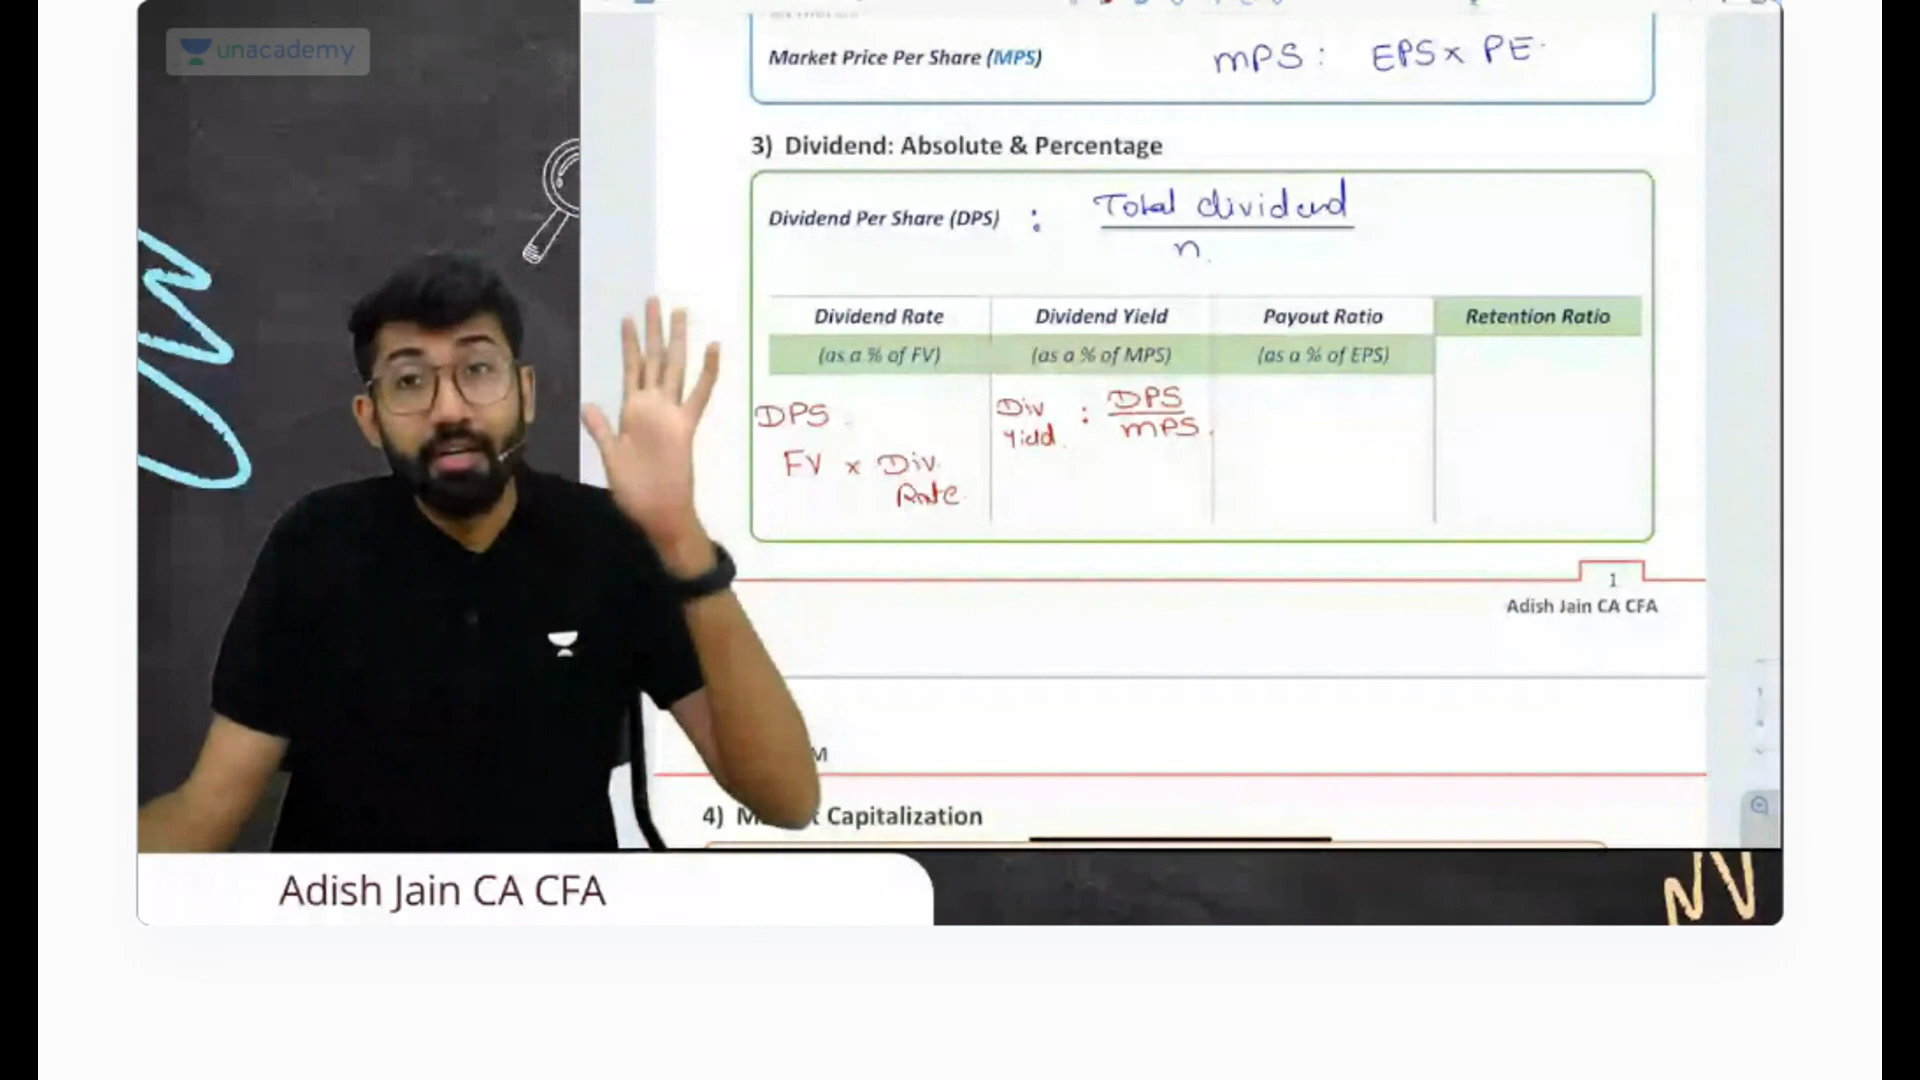 unacademy
Market Price Per Share (MPS)
MPS : EPS x PE
3) Dividend: Absolute & Percentage
Dividend Per Share (DPS) : Total dividend
n
Dividend Rate Dividend Yield Payout Ratio Retention Ratio
(as a % of FV) (as a % of MPS) (as a % of EPS)
DPS
FV x Div.
Rate
Div Yield : DPS
MPS
1
Adish Jain CA CFA
4) Capitalization
Adish Jain CA CFA